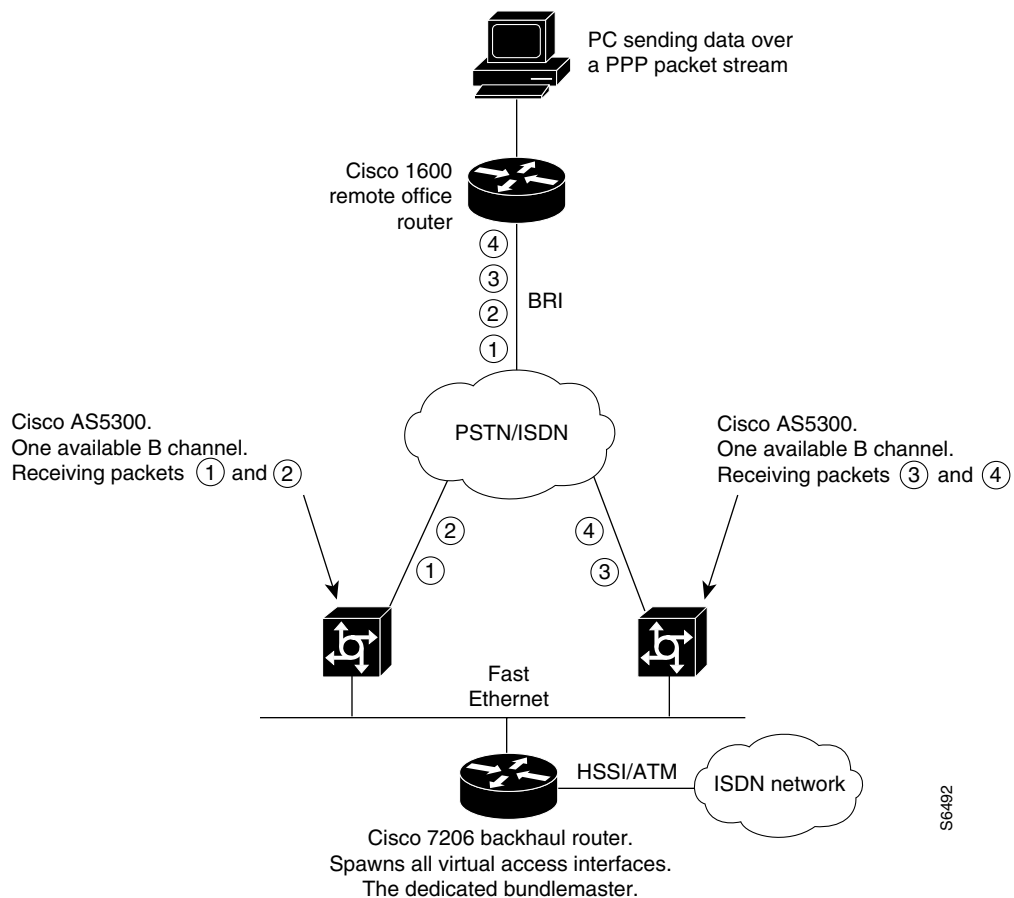 PC sending data over
a PPP packet stream
Cisco 1600
remote office
router
4
3
BRI
2
1
PSTN/ISDN
Cisco AS5300.
One available B channel.
Receiving packets 1 and 2
Cisco AS5300.
One available B channel.
Receiving packets 3 and 4
2
1
4
3
Fast
Ethernet
HSSI/ATM
ISDN network
Cisco 7206 backhaul router.
Spawns all virtual access interfaces.
The dedicated bundlemaster.
S6492